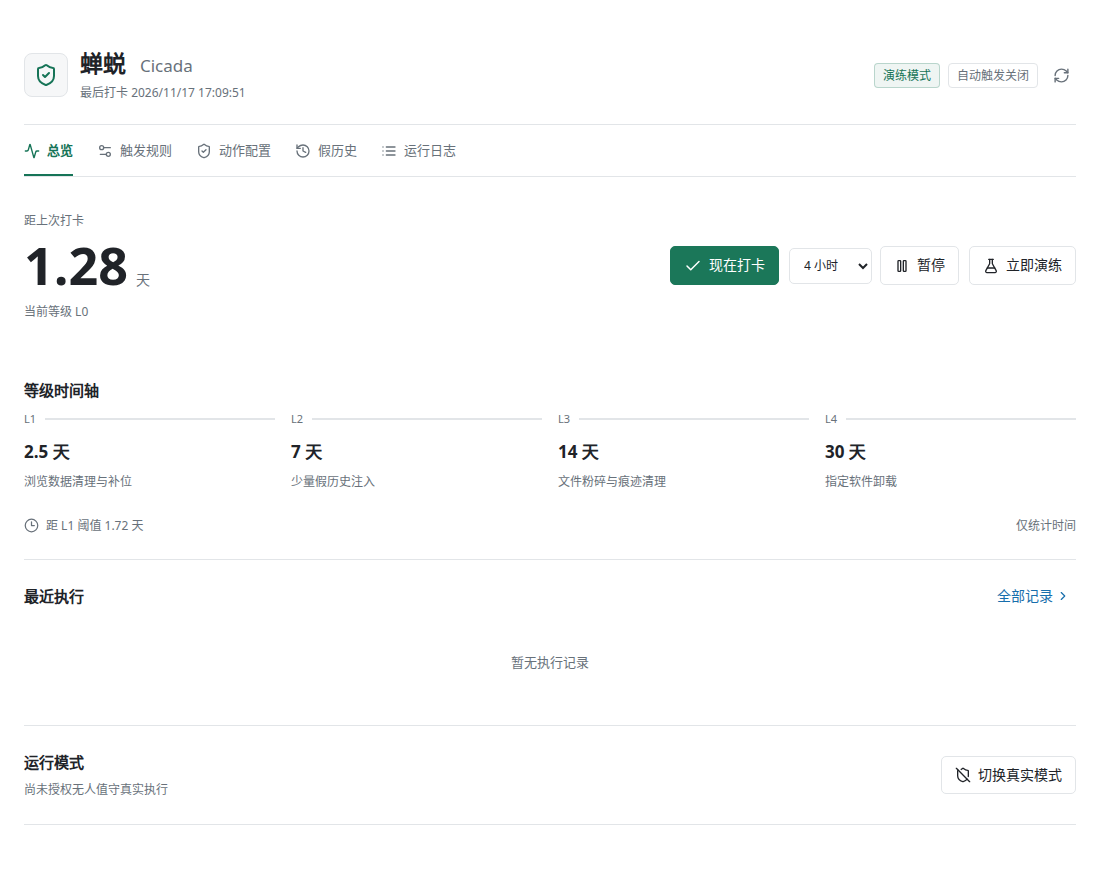 蝉蜕 Cicada
最后打卡 2026/11/17 17:09:51
演练模式 自动触发关闭
总览 触发规则 动作配置 假历史 运行日志
距上次打卡
1.28 天
现在打卡 4 小时 暂停 立即演练
当前等级 L0
等级时间轴
L1 L2 L3 L4
2.5 天 7 天 14 天 30 天
浏览数据清理与补位 少量假历史注入 文件粉碎与痕迹清理 指定软件卸载
距 L1 阈值 1.72 天 仅统计时间
最近执行 全部记录
暂无执行记录
运行模式
尚未授权无人值守真实执行
切换真实模式